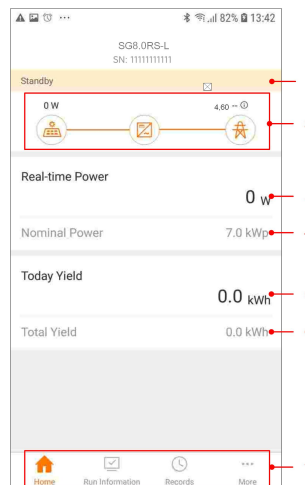 82% 13:42
SG8.0RS-L
SN: 11111111111
Standby
0 W 4,60 --
Real-time Power
0 W
Nominal Power 7.0 kWp
Today Yield
0.0 kWh
Total Yield 0.0 kWh
Home Run Information Records More